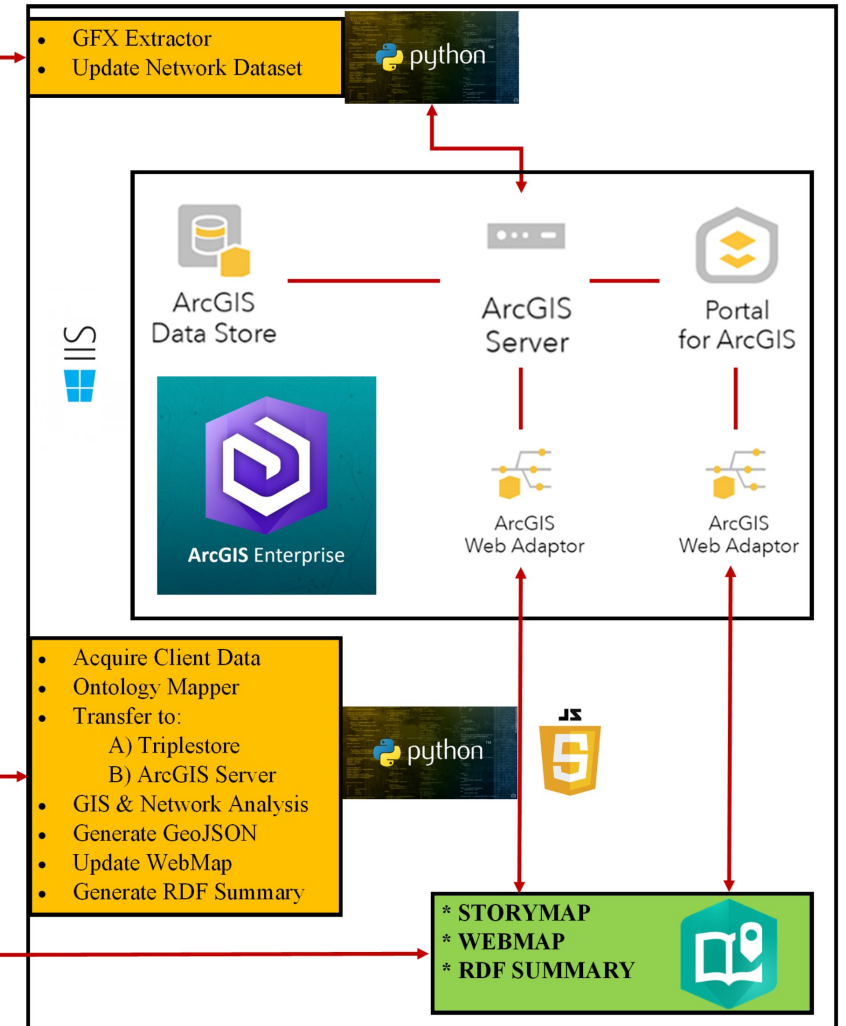 • GFX Extractor
• Update Network Dataset
python
ArcGIS
Data Store
ArcGIS
Server
Portal
for ArcGIS
IIS
ArcGIS Enterprise
ArcGIS
Web Adaptor
ArcGIS
Web Adaptor
• Acquire Client Data
• Ontology Mapper
• Transfer to:
A) Triplestore
B) ArcGIS Server
• GIS & Network Analysis
• Generate GeoJSON
• Update WebMap
• Generate RDF Summary
python
JS
5
* STORYMAP
* WEBMAP
* RDF SUMMARY